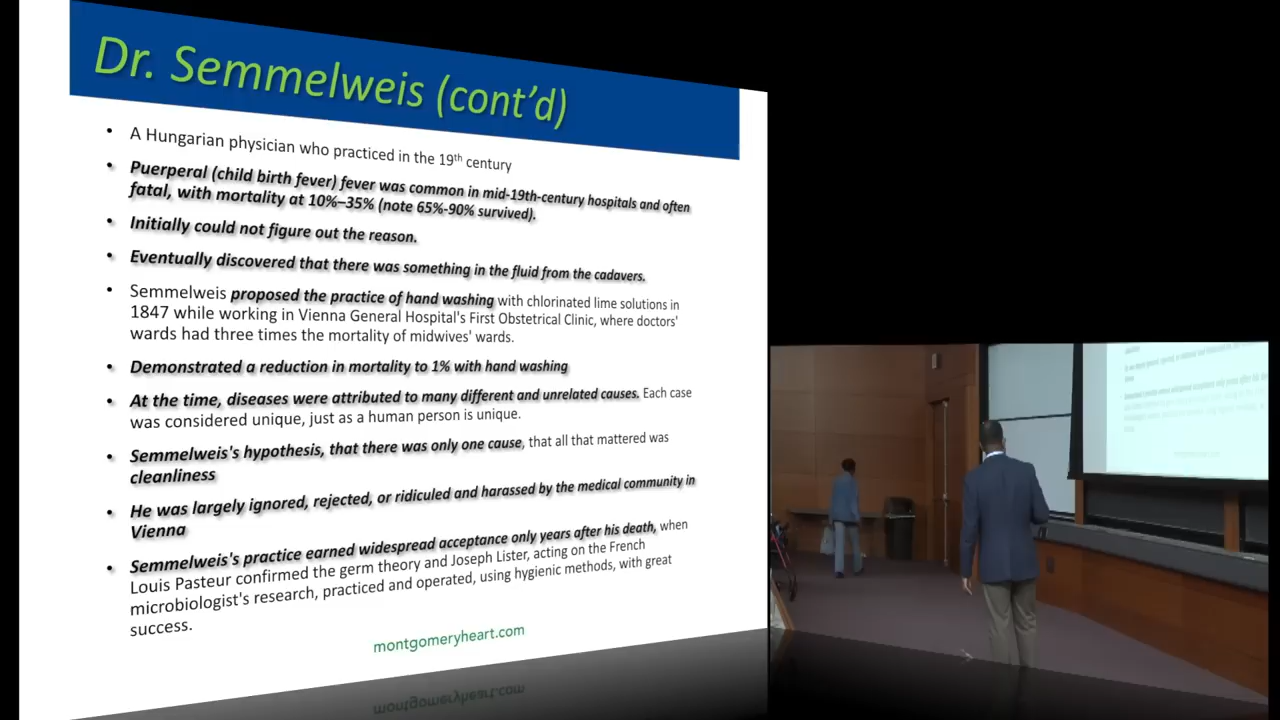 Dr. Semmelweis (cont'd)
• A Hungarian physician who practiced in the 19th century
• Puerperal (child birth fever) fever was common in mid-19th-century hospitals and often
fatal, with mortality at 10%–35% (note 65%-90% survived).
• Initially could not figure out the reason.
• Eventually discovered that there was something in the fluid from the cadavers.
• Semmelweis proposed the practice of hand washing with chlorinated lime solutions in
1847 while working in Vienna General Hospital's First Obstetrical Clinic, where doctors'
wards had three times the mortality of midwives' wards.
• Demonstrated a reduction in mortality to 1% with hand washing
• At the time, diseases were attributed to many different and unrelated causes. Each case
was considered unique, just as a human person is unique.
• Semmelweis's hypothesis, that there was only one cause, that all that mattered was
cleanliness
• He was largely ignored, rejected, or ridiculed and harassed by the medical community in
Vienna
• Semmelweis's practice earned widespread acceptance only years after his death, when
Louis Pasteur confirmed the germ theory and Joseph Lister, acting on the French
microbiologist's research, practiced and operated, using hygienic methods, with great
success.
montgomeryheart.com